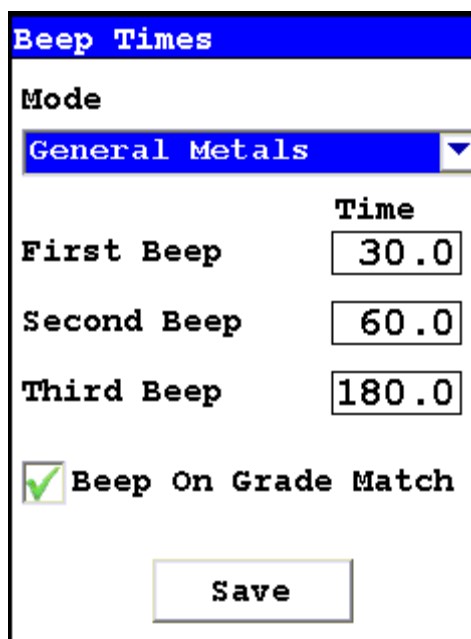 Beep Times
Mode
General Metals
Time
First Beep 30.0
Second Beep 60.0
Third Beep 180.0
Beep On Grade Match
Save